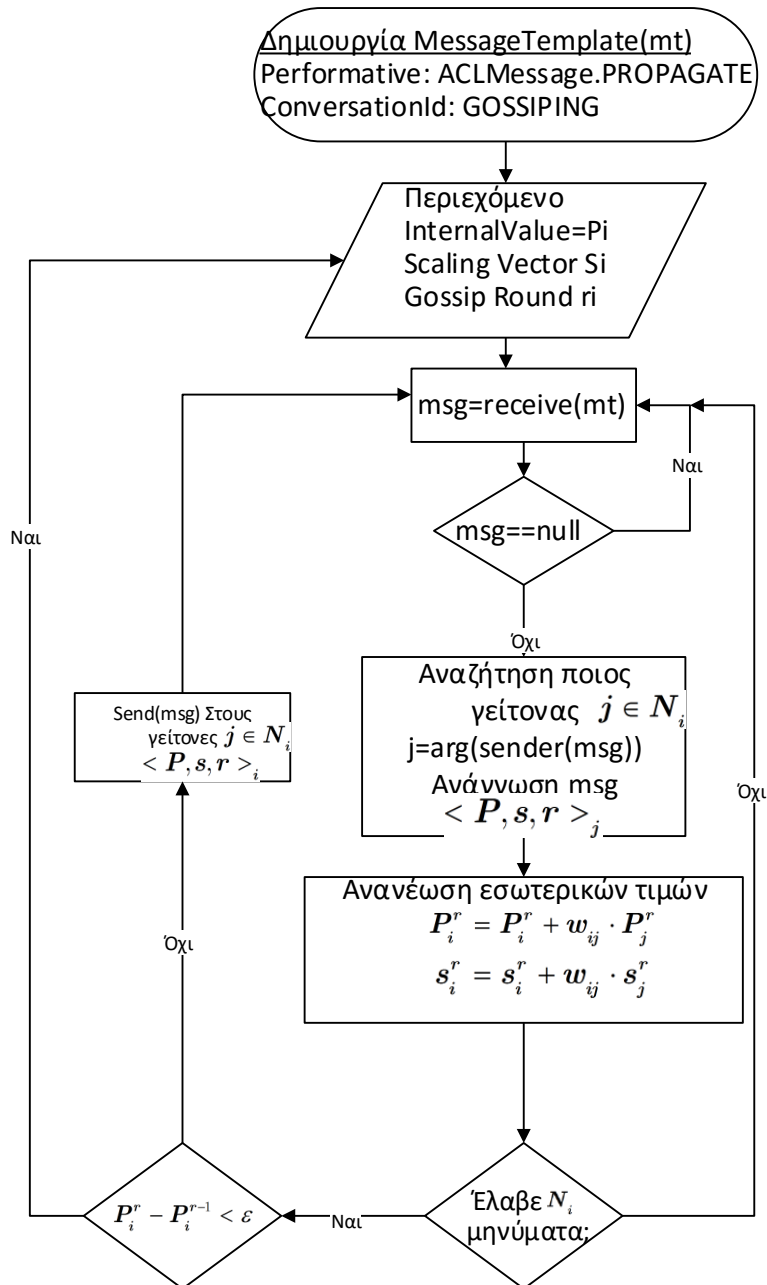 Δημιουργία MessageTemplate(mt)
Performative: ACLMessage.PROPAGATE
ConversationId: GOSSIPING
Περιεχόμενο
InternalValue=Pi
Scaling Vector Si
Gossip Round ri
msg=receive(mt)
Ναι
msg==null
Ναι
Όχι
Αναζήτηση ποιος
γείτονας j ∈ N_i
j=arg(sender(msg))
Ανάγνωση msg
< P, s, r >_j
Send(msg) Στους
γείτονες j ∈ N_i
< P, s, r >_i
Όχι
Ανανέωση εσωτερικών τιμών
P_i^r = P_i^r + w_ij · P_j^r
s_i^r = s_i^r + w_ij · s_j^r
Όχι
P_i^r − P_i^{r−1} < ε
Ναι
Έλαβε N_i
μηνύματα;